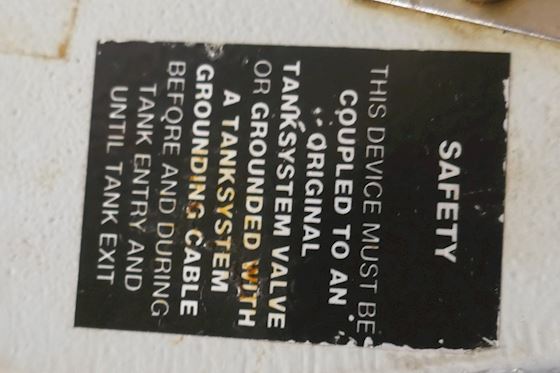 SAFETY
THIS DEVICE MUST BE
COUPLED TO AN
ORIGINAL
TANKSYSTEM VALVE
OR GROUNDED WITH
A TANKSYSTEM
GROUNDING CABLE
BEFORE AND DURING
TANK ENTRY AND
UNTIL TANK EXIT